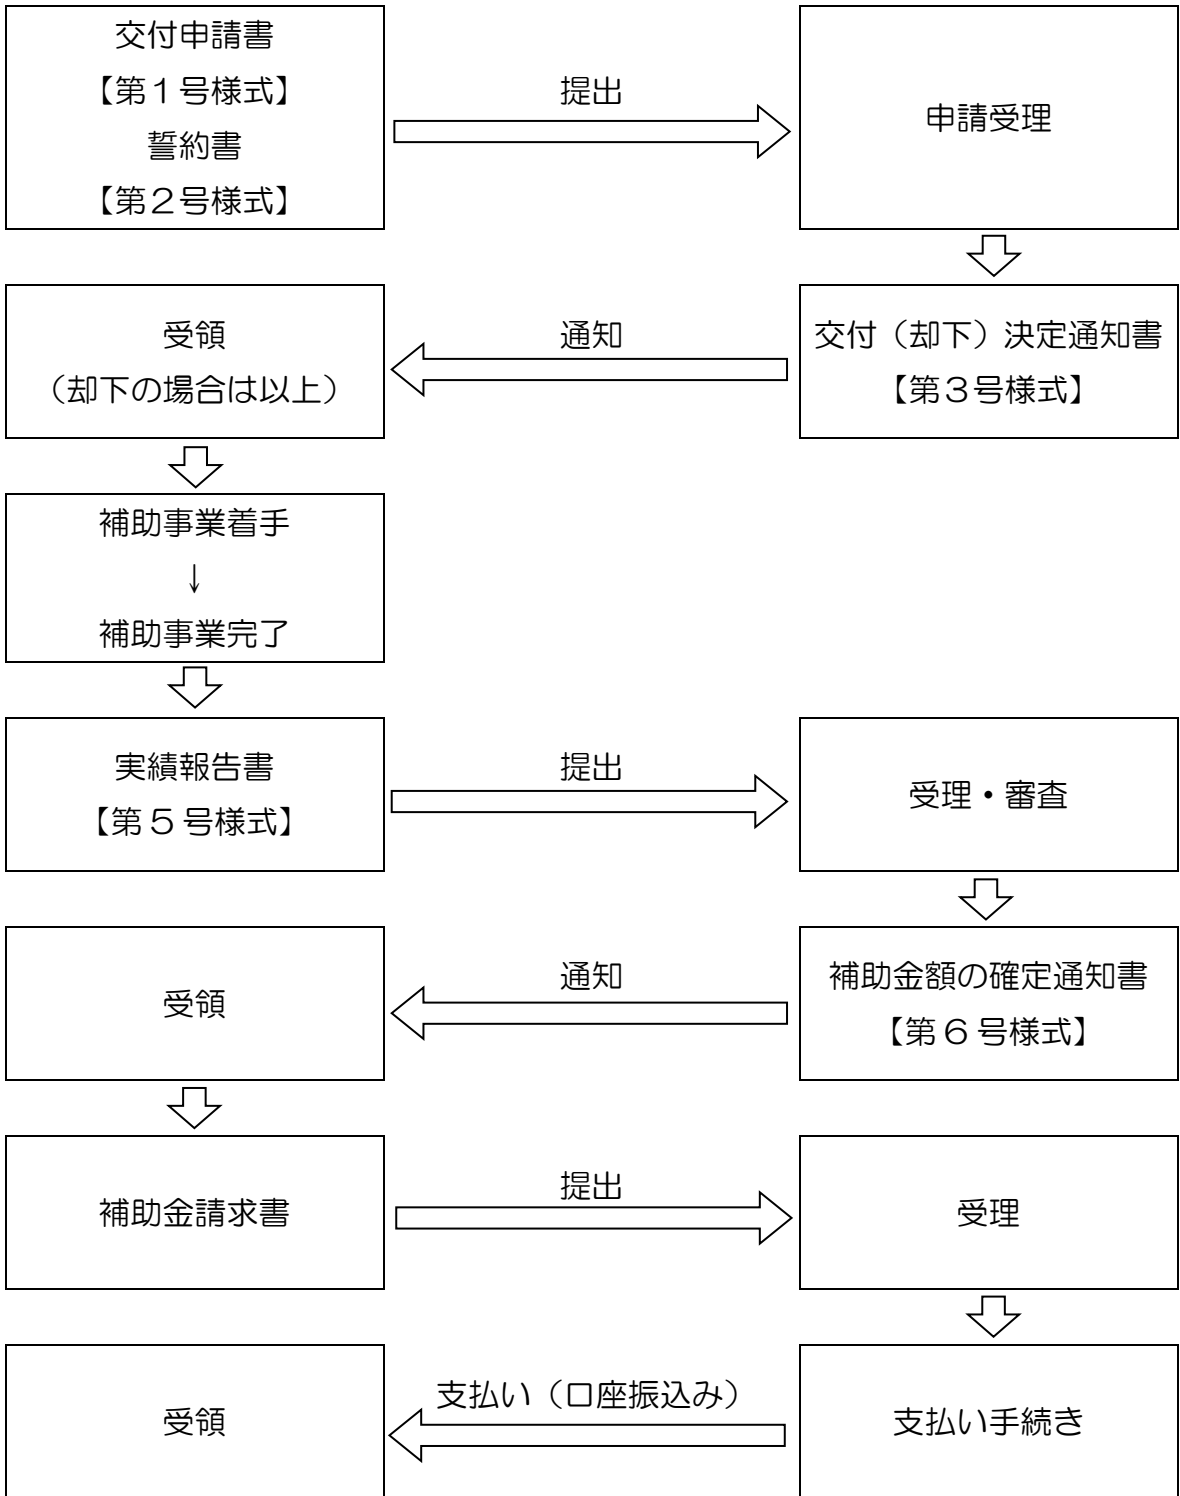 交付申請書
【第１号様式】
誓約書
【第２号様式】
提出
申請受理
受領
（却下の場合は以上）
通知
交付（却下）決定通知書
【第３号様式】
補助事業着手
↓
補助事業完了
実績報告書
【第５号様式】
提出
受理・審査
受領
通知
補助金額の確定通知書
【第６号様式】
補助金請求書
提出
受理
受領
支払い（口座振込み）
支払い手続き